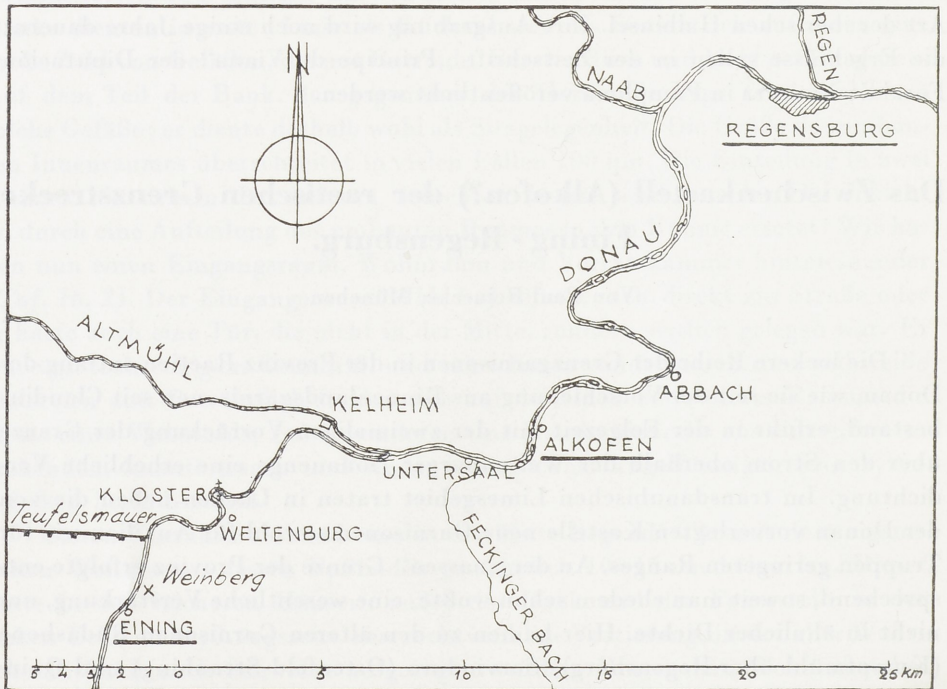 N
NAAB
REGEN
REGENSBURG
DONAU
ALTMÜHL
KELHEIM
ABBACH
ALKOFEN
UNTERSAAL
KLOSTER
Teufelsmauer
WELTENBURG
FECKINGER BACH
Weinberg
EINING
5 4 3 2 1 0 5 10 15 20 25 Km